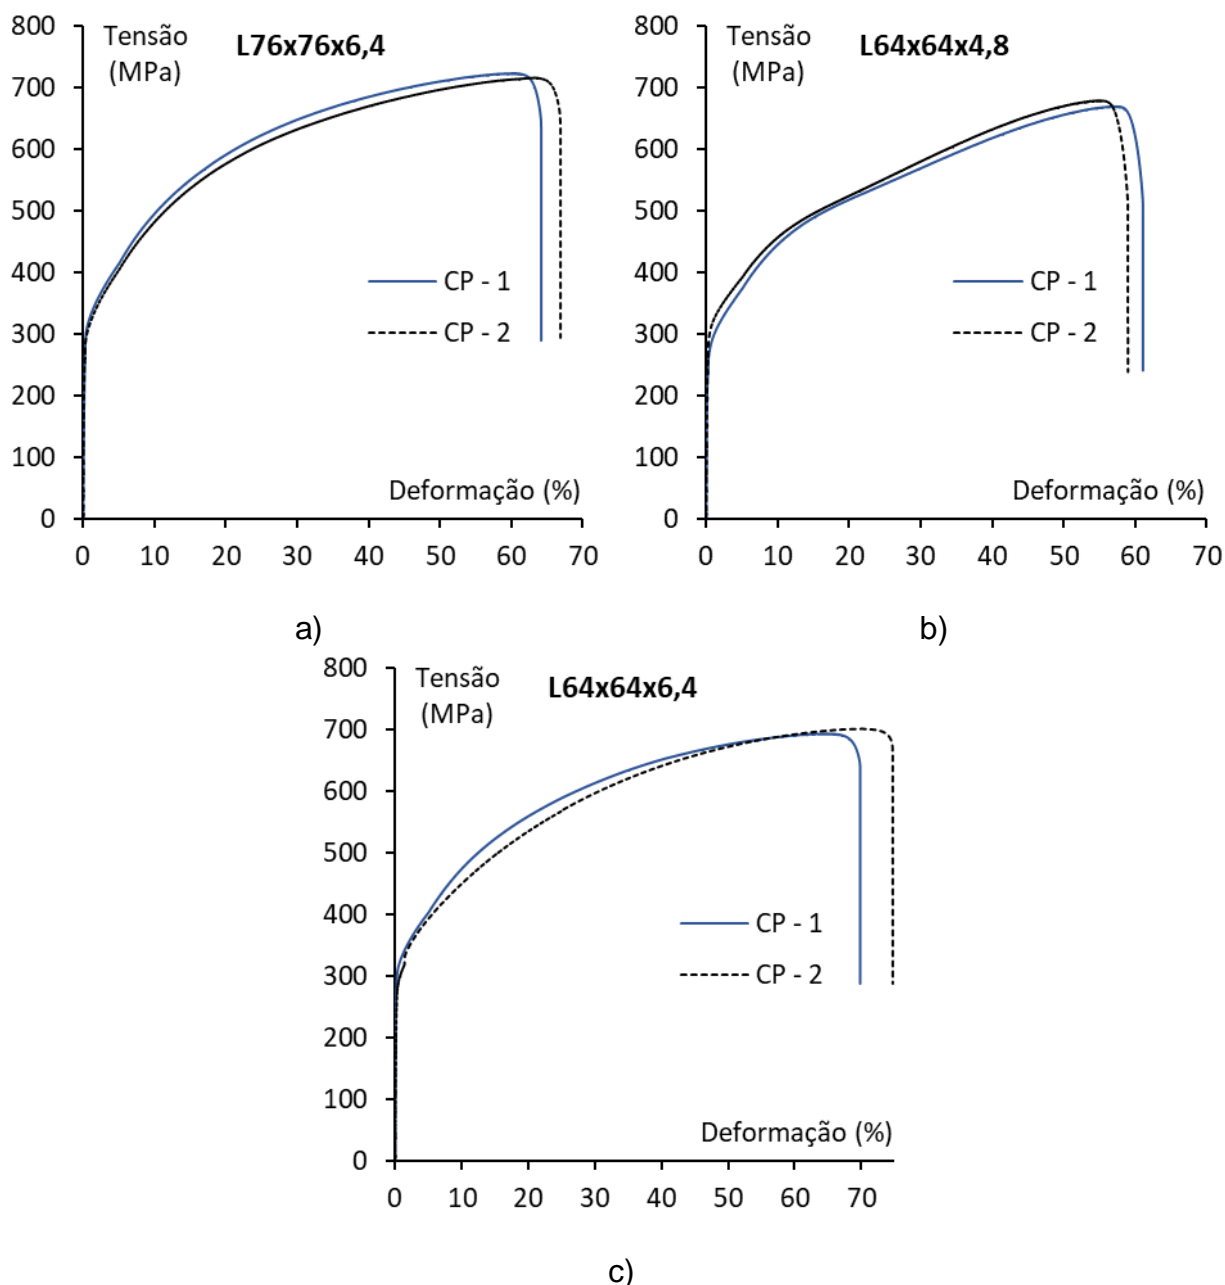 800
Tensão
(MPa)
L76x76x6,4
700
600
500
400
300
200
100
0
CP - 1
CP - 2
Deformação (%)
0 10 20 30 40 50 60 70
a)
800
Tensão
(MPa)
L64x64x4,8
700
600
500
400
300
200
100
0
CP - 1
CP - 2
Deformação (%)
0 10 20 30 40 50 60 70
b)
800
Tensão
(MPa)
L64x64x6,4
700
600
500
400
300
200
100
0
CP - 1
CP - 2
Deformação (%)
0 10 20 30 40 50 60 70
c)